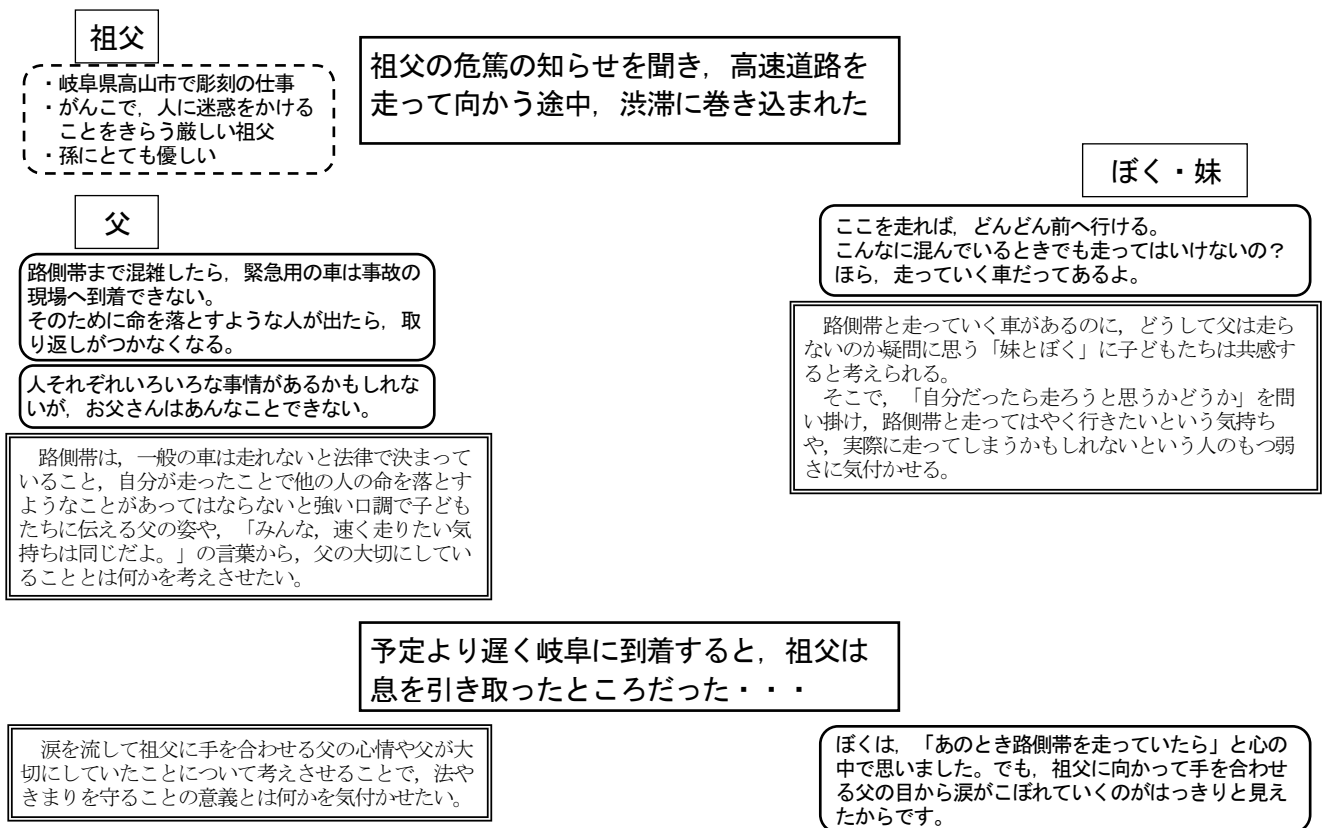 祖父
・岐阜県高山市で彫刻の仕事
・がんこで，人に迷惑をかける
ことをきらう厳しい祖父
・孫にとても優しい
祖父の危篤の知らせを聞き，高速道路を
走って向かう途中，渋滞に巻き込まれた
父
路側帯まで混雑したら，緊急用の車は事故の
現場へ到着できない。
そのために命を落とすような人が出たら，取
り返しがつかなくなる。
人それぞれいろいろな事情があるかもしれな
いが，お父さんはあんなことできない。
路側帯は，一般の車は走れないと法律で決まって
いること，自分が走ったことで他の人の命を落とす
ようなことがあってはならないと強い口調で子ども
たちに伝える父の姿や，「みんな，速く走りたい気
持ちは同じだよ。」の言葉から，父の大切にしてい
ることとは何かを考えさせたい。
ぼく・妹
ここを走れば，どんどん前へ行ける。
こんなに混んでいるときでも走ってはいけないの？
ほら，走っていく車だってあるよ。
路側帯と走っていく車があるのに，どうして父は走ら
ないのか疑問に思う「妹とぼく」に子どもたちは共感す
ると考えられる。
そこで，「自分だったら走ろうと思うかどうか」を問
い掛け，路側帯と走ってはやく行きたいという気持ち
や，実際に走ってしまうかもしれないという人のもつ弱
さに気付かせる。
予定より遅く岐阜に到着すると，祖父は
息を引き取ったところだった・・・
涙を流して祖父に手を合わせる父の心情や父が大
切にしていたことについて考えさせることで，法や
きまりを守ることの意義とは何かを気付かせたい。
ぼくは，「あのとき路側帯を走っていたら」と心の
中で思いました。でも，祖父に向かって手を合わせ
る父の目から涙がこぼれていくのがはっきりと見え
たからです。